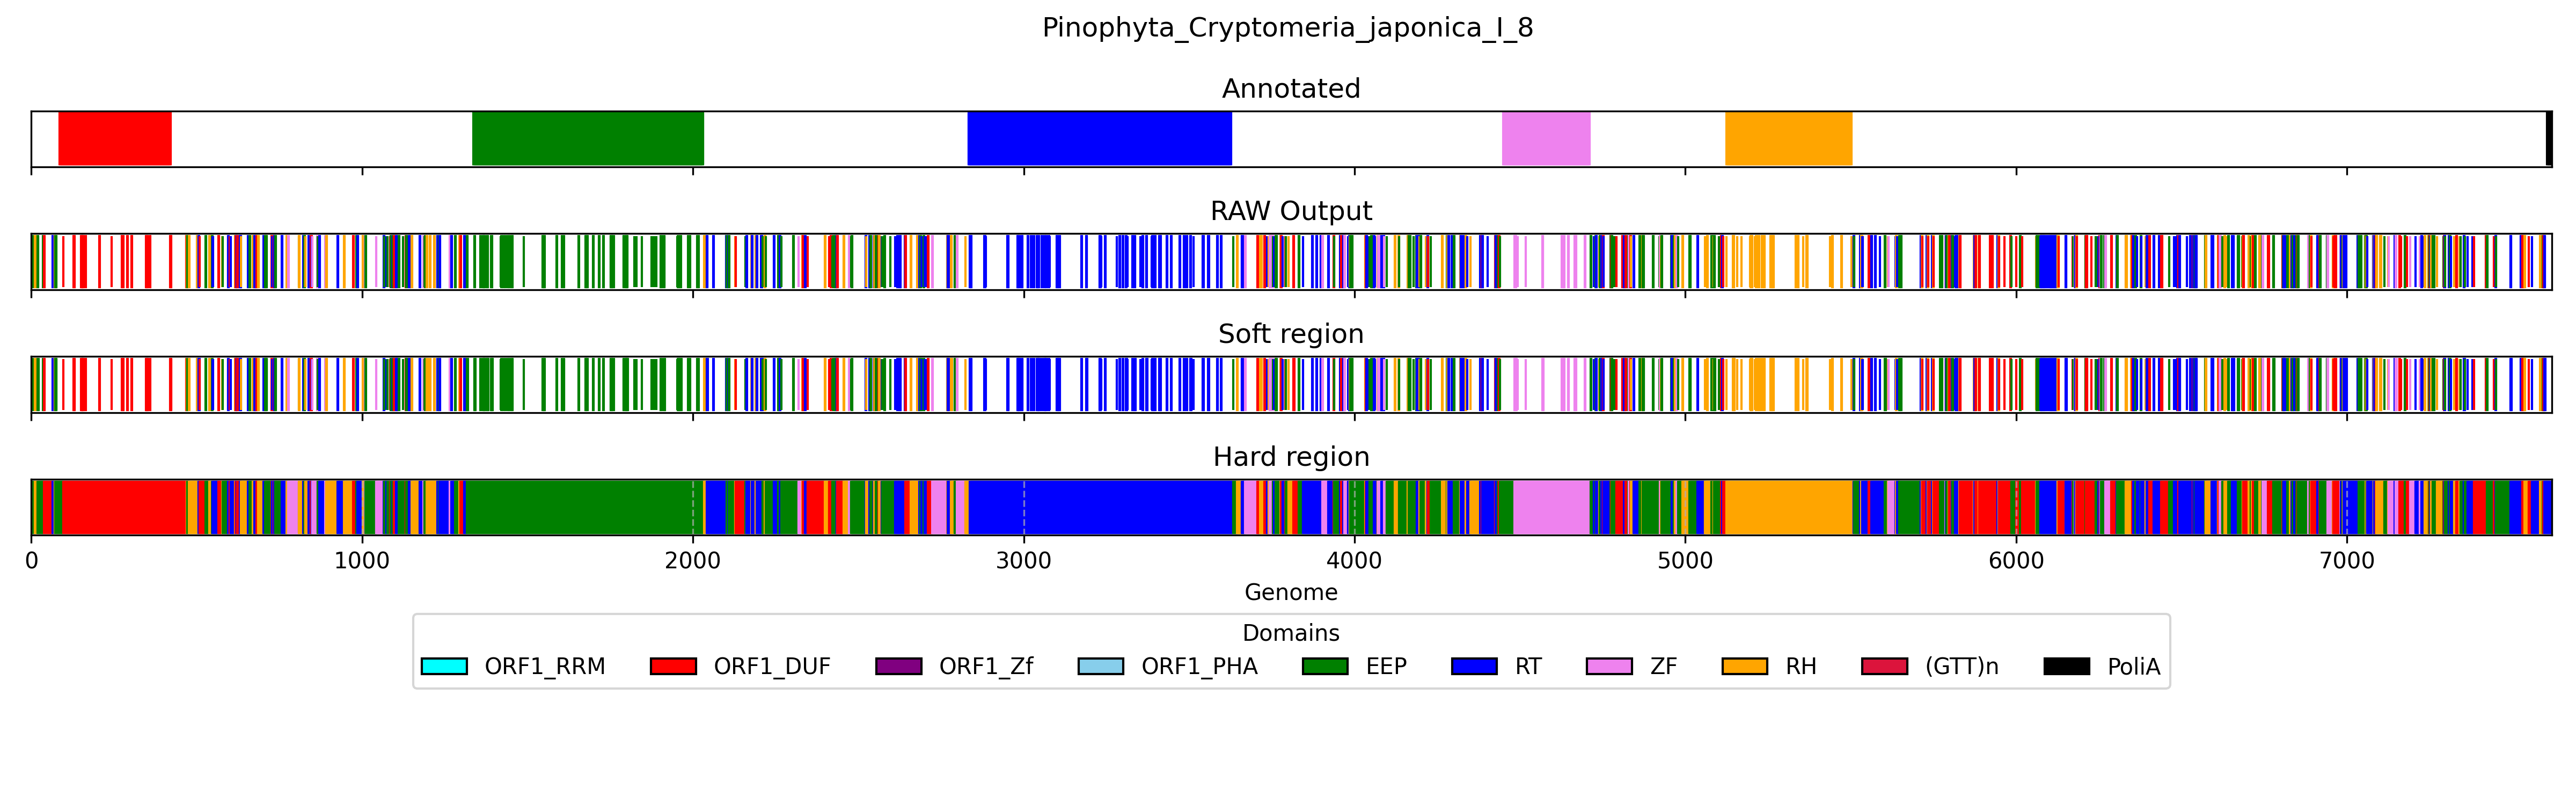 Pinophyta_Cryptomeria_japonica_I_8
Annotated
RAW Output
Soft region
Hard region
0 1000 2000 3000 4000 5000 6000 7000
Genome
Domains
ORF1_RRM ORF1_DUF ORF1_Zf ORF1_PHA EEP RT ZF RH (GTT)n PoliA